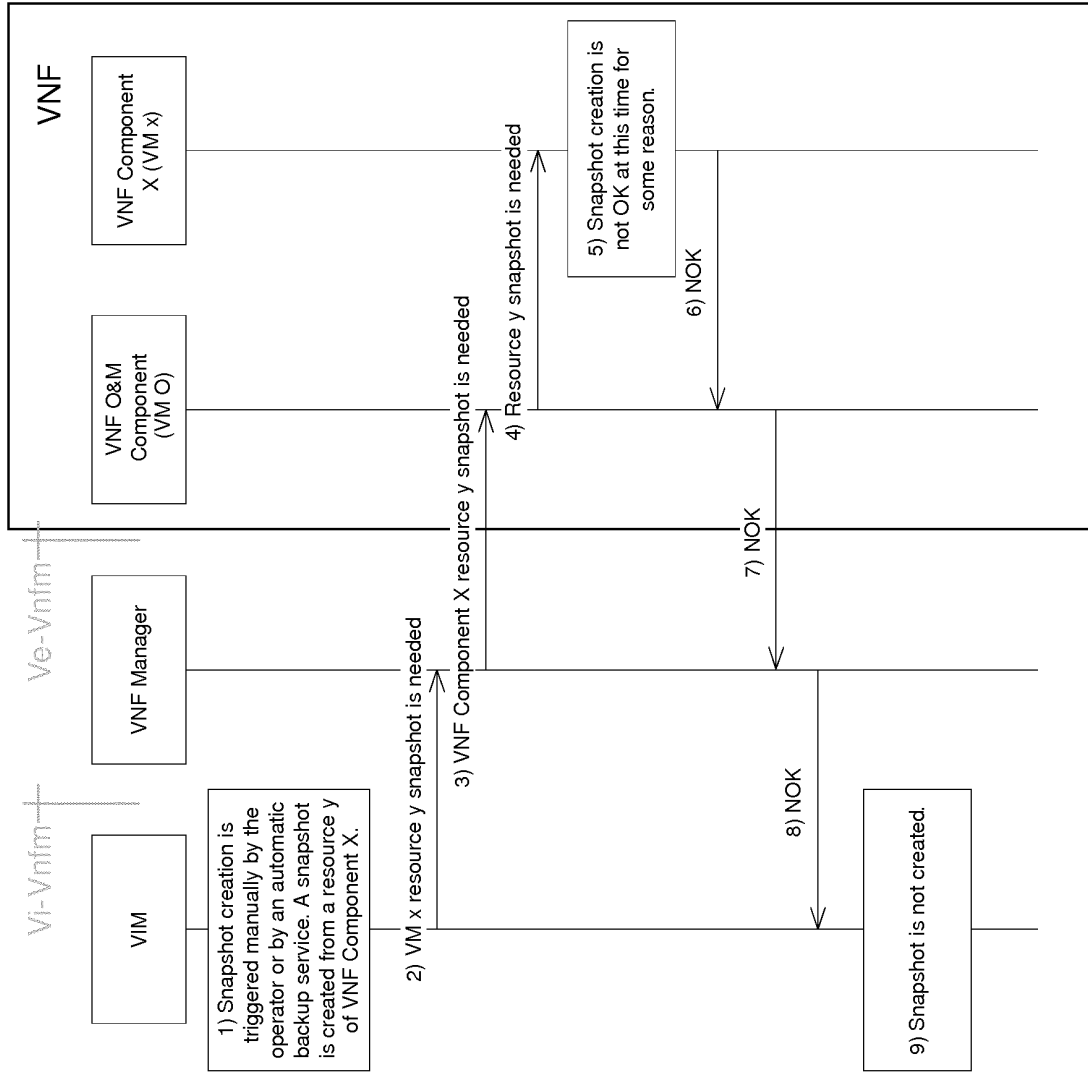 VNF
Vi-Vnfm
Ve-Vnfm
VIM
VNF Manager
VNF O&M
Component
(VM O)
VNF Component
X (VM x)
1) Snapshot creation is
triggered manually by the
operator or by an automatic
backup service. A snapshot
is created from a resource y
of VNF Component X.
2) VM x resource y snapshot is needed
3) VNF Component X resource y snapshot is needed
4) Resource y snapshot is needed
5) Snapshot creation is
not OK at this time for
some reason.
6) NOK
7) NOK
8) NOK
9) Snapshot is not created.